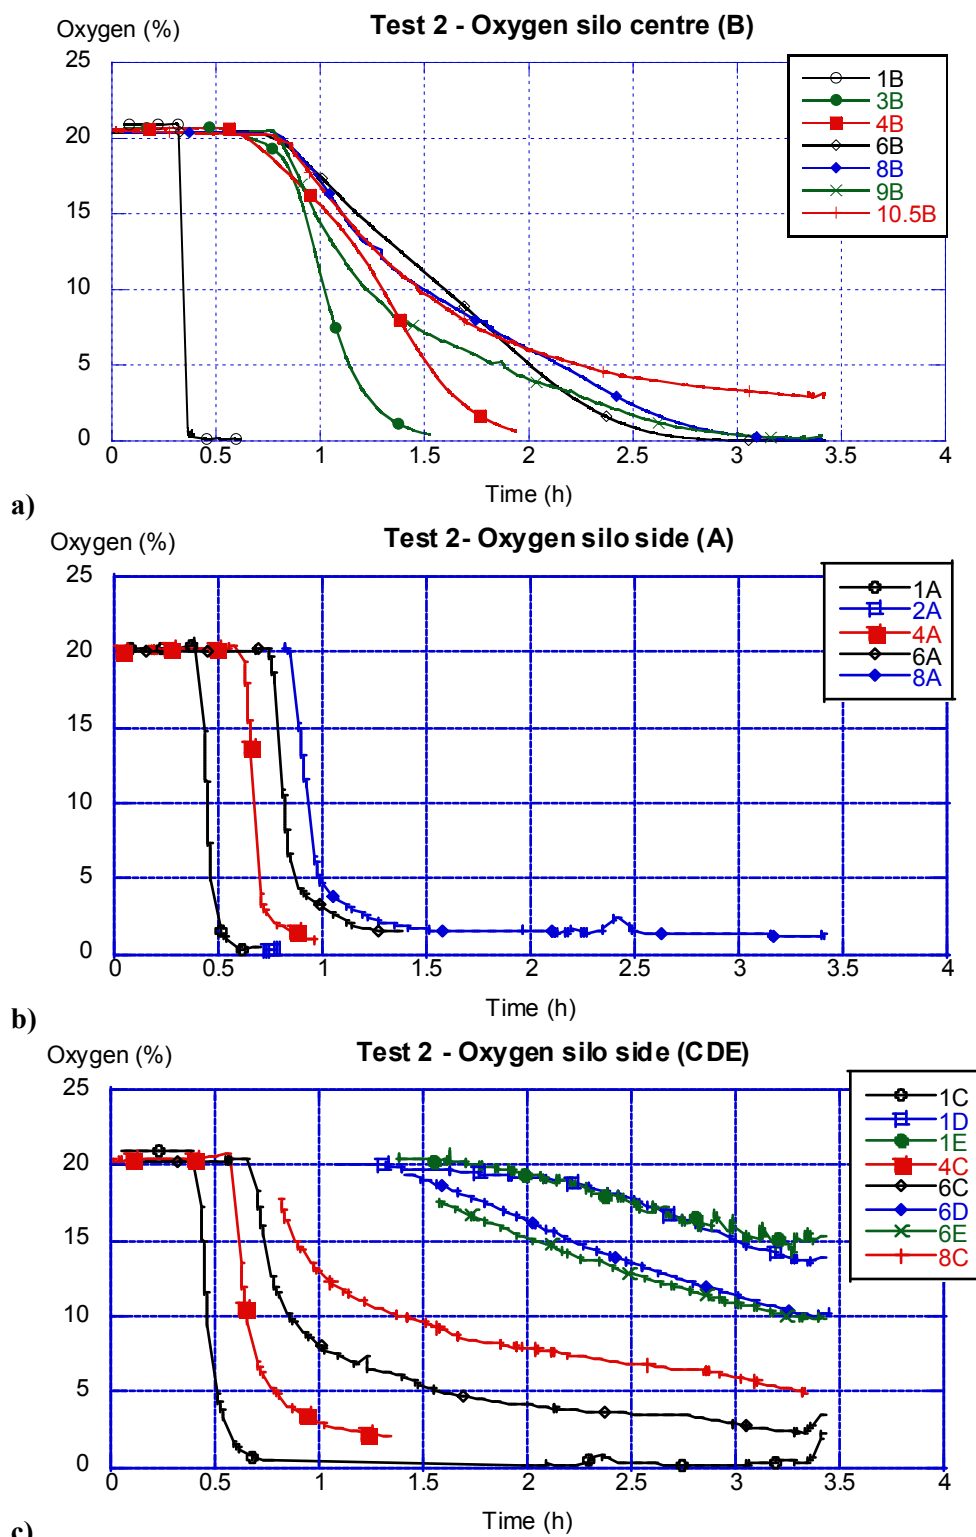 Oxygen (%)
Test 2 - Oxygen silo centre (B)
25
20
15
10
5
0
1B
3B
4B
6B
8B
9B
10.5B
0 0.5 1 1.5 2 2.5 3 3.5 4
Time (h)
a)
Oxygen (%)
Test 2- Oxygen silo side (A)
25
20
15
10
5
0
1A
2A
4A
6A
8A
0 0.5 1 1.5 2 2.5 3 3.5 4
Time (h)
b)
Oxygen (%)
Test 2 - Oxygen silo side (CDE)
25
20
15
10
5
0
1C
1D
1E
4C
6C
6D
6E
8C
0 0.5 1 1.5 2 2.5 3 3.5 4
Time (h)
c)